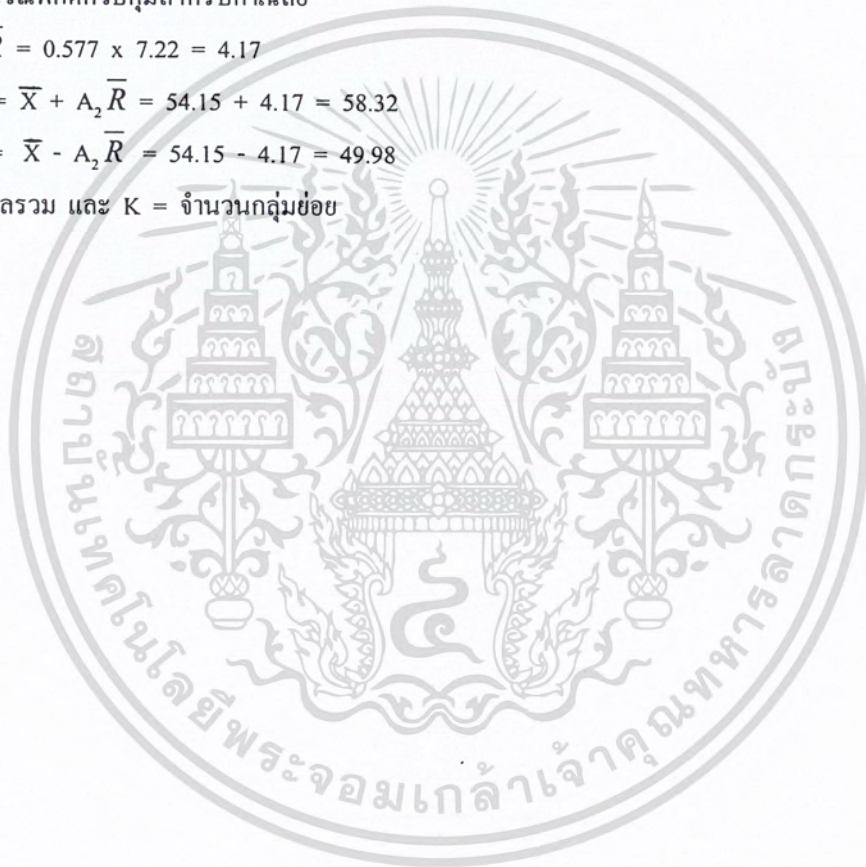 = 0.577 x 7.22 = 4.17
= X̄ + A₂ R̄ = 54.15 + 4.17 = 58.32
= X̄ - A₂ R̄ = 54.15 - 4.17 = 49.98
ลรวม และ K = จำนวนกลุ่มย่อย
สถาบันเทคโนโลยีพระจอมเกล้าเจ้าคุณทหารลาดกระบัง